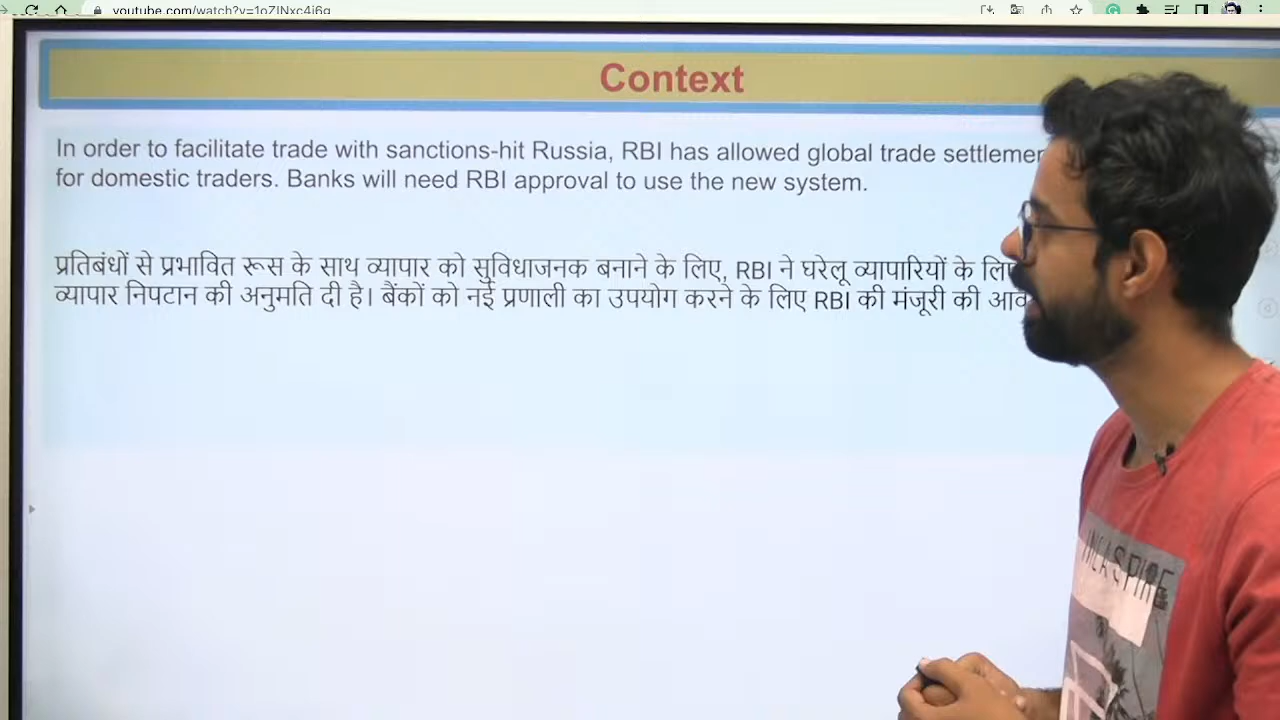 youtube.com/watch?v=
Context
In order to facilitate trade with sanctions-hit Russia, RBI has allowed global trade
for domestic traders. Banks will need RBI approval to use the new system.
प्रतिबंधों से प्रभावित रूस के साथ व्यापार को सुविधाजनक बनाने के लिए, RBI ने घरेलू व्यापारियों के
व्यापार निपटान की अनुमति दी है। बैंकों को नई प्रणाली का उपयोग करने के लिए RBI की मंजूरी की